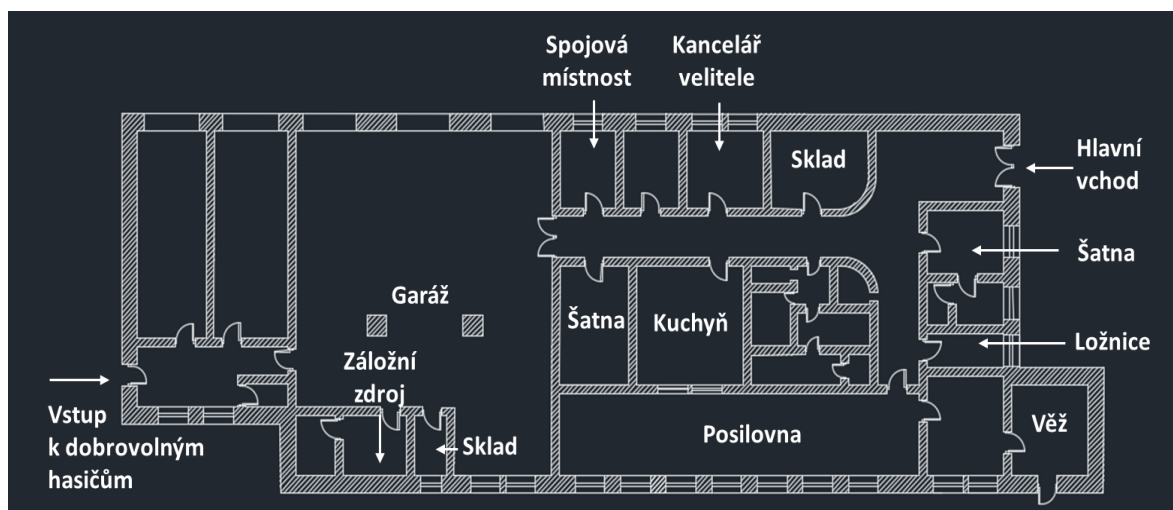 Spojová
místnost
Kancelář
velitele
Sklad
Hlavní
vchod
Šatna
Garáž
Šatna
Kuchyň
Ložnice
Záložní
zdroj
Vstup
k dobrovolným
hasičům
Sklad
Posilovna
Věž